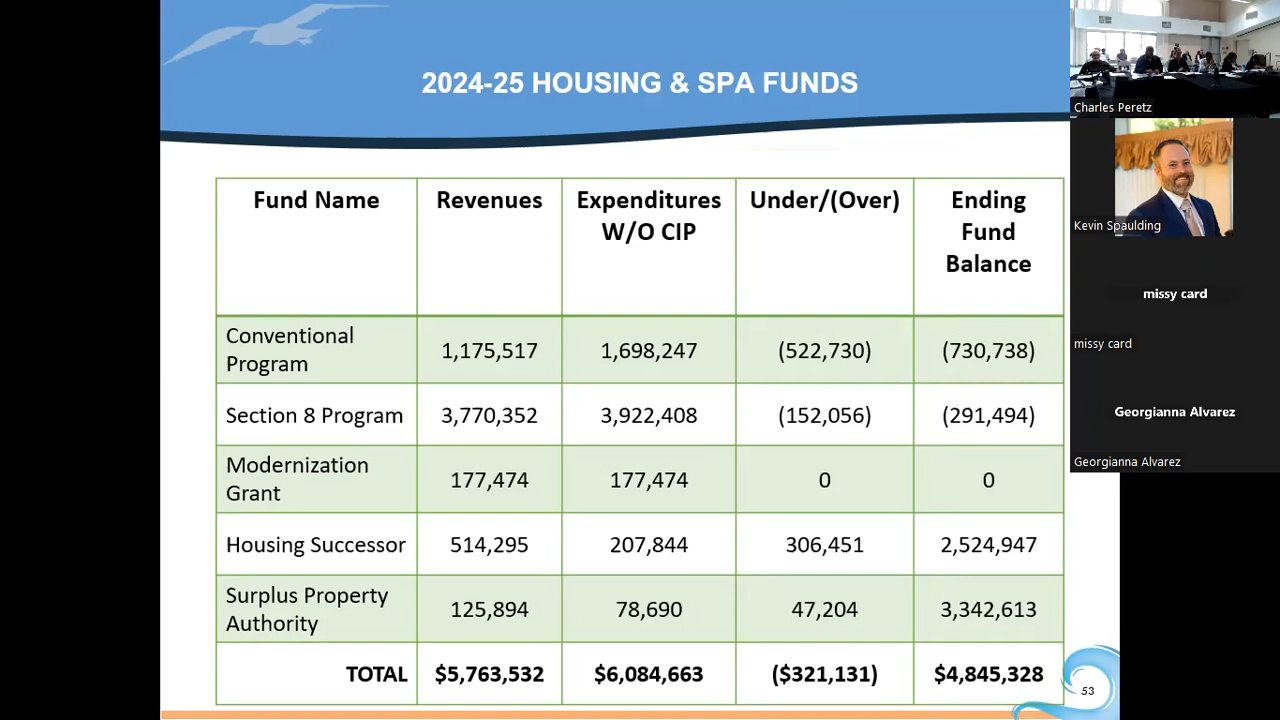 2024-25 HOUSING & SPA FUNDS
Fund Name Revenues Expenditures W/O CIP Under/(Over) Ending Fund Balance
Conventional Program 1,175,517 1,698,247 (522,730) (730,738)
Section 8 Program 3,770,352 3,922,408 (152,056) (291,494)
Modernization Grant 177,474 177,474 0 0
Housing Successor 514,295 207,844 306,451 2,524,947
Surplus Property Authority 125,894 78,690 47,204 3,342,613
TOTAL $5,763,532 $6,084,663 ($321,131) $4,845,328
53
Charles Peretz
Kevin Spaulding
missy card
missy card
Georgianna Alvarez
Georgianna Alvarez